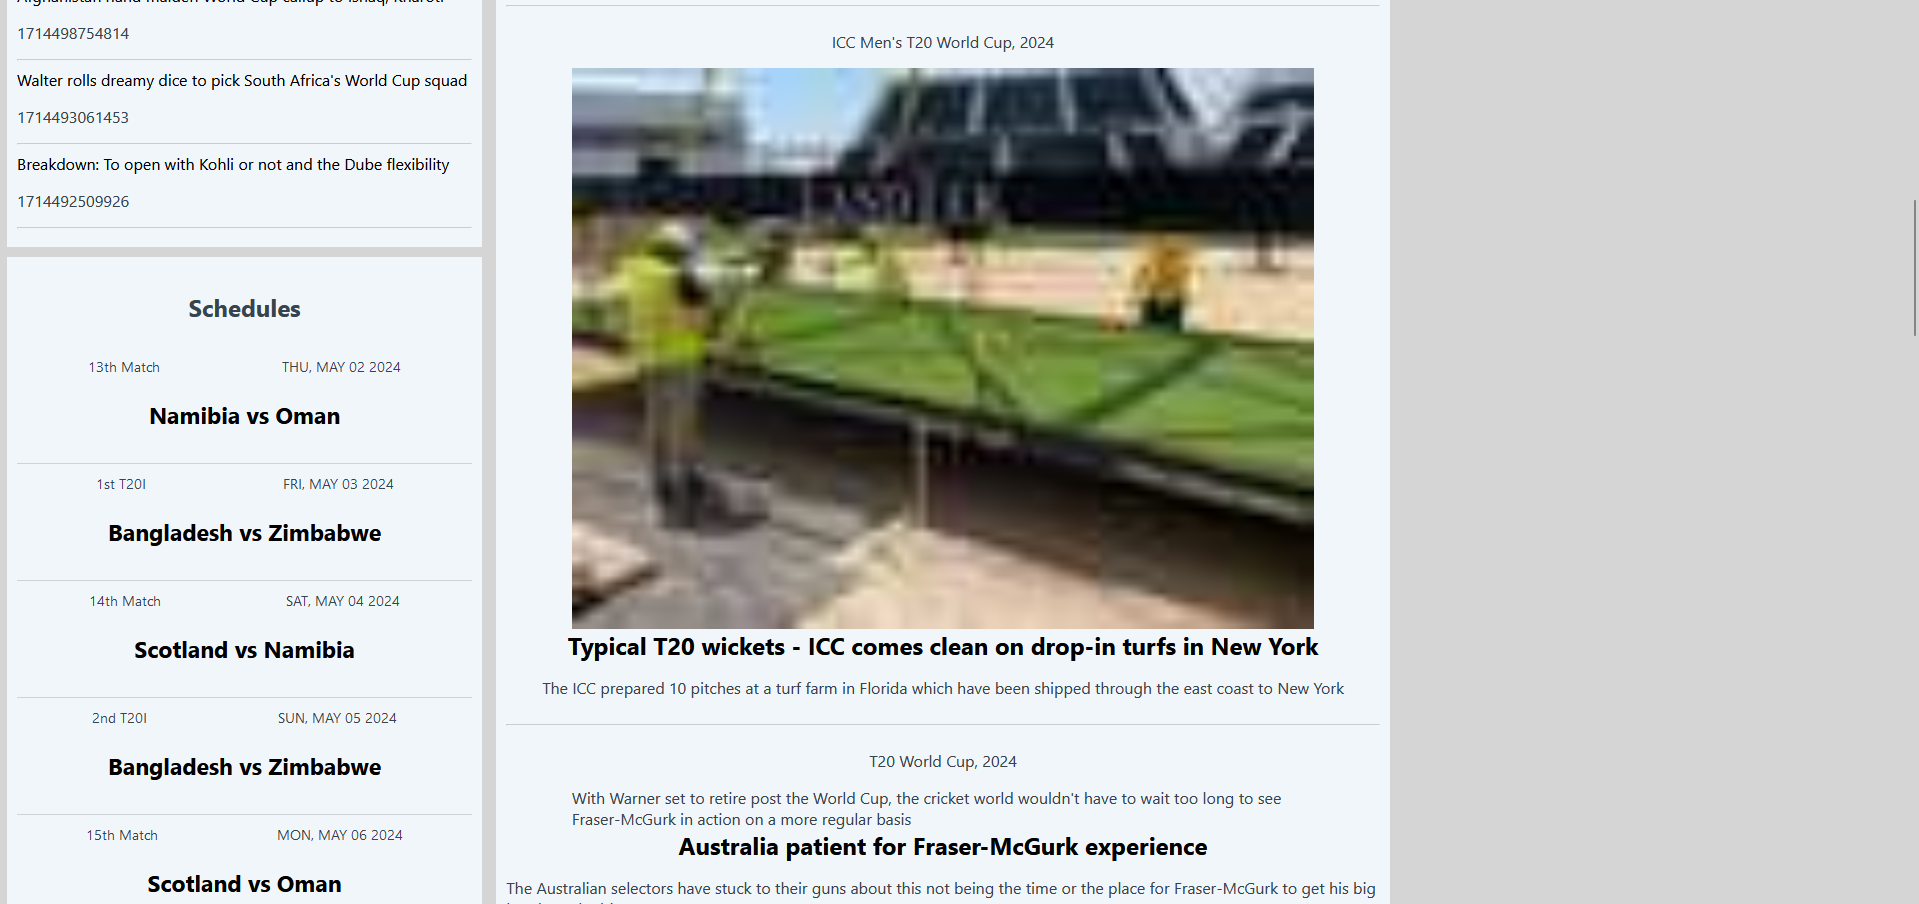 1714498754814
Walter rolls dreamy dice to pick South Africa's World Cup squad
1714493061453
Breakdown: To open with Kohli or not and the Dube flexibility
1714492509926
Schedules
13th Match THU, MAY 02 2024
Namibia vs Oman
1st T20I FRI, MAY 03 2024
Bangladesh vs Zimbabwe
14th Match SAT, MAY 04 2024
Scotland vs Namibia
2nd T20I SUN, MAY 05 2024
Bangladesh vs Zimbabwe
15th Match MON, MAY 06 2024
Scotland vs Oman
ICC Men's T20 World Cup, 2024
Typical T20 wickets - ICC comes clean on drop-in turfs in New York
The ICC prepared 10 pitches at a turf farm in Florida which have been shipped through the east coast to New York
T20 World Cup, 2024
With Warner set to retire post the World Cup, the cricket world wouldn't have to wait too long to see
Fraser-McGurk in action on a more regular basis
Australia patient for Fraser-McGurk experience
The Australian selectors have stuck to their guns about this not being the time or the place for Fraser-McGurk to get his big